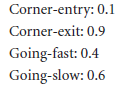 Corner-entry: 0.1
Corner-exit: 0.9
Going-fast: 0.4
Going-slow: 0.6